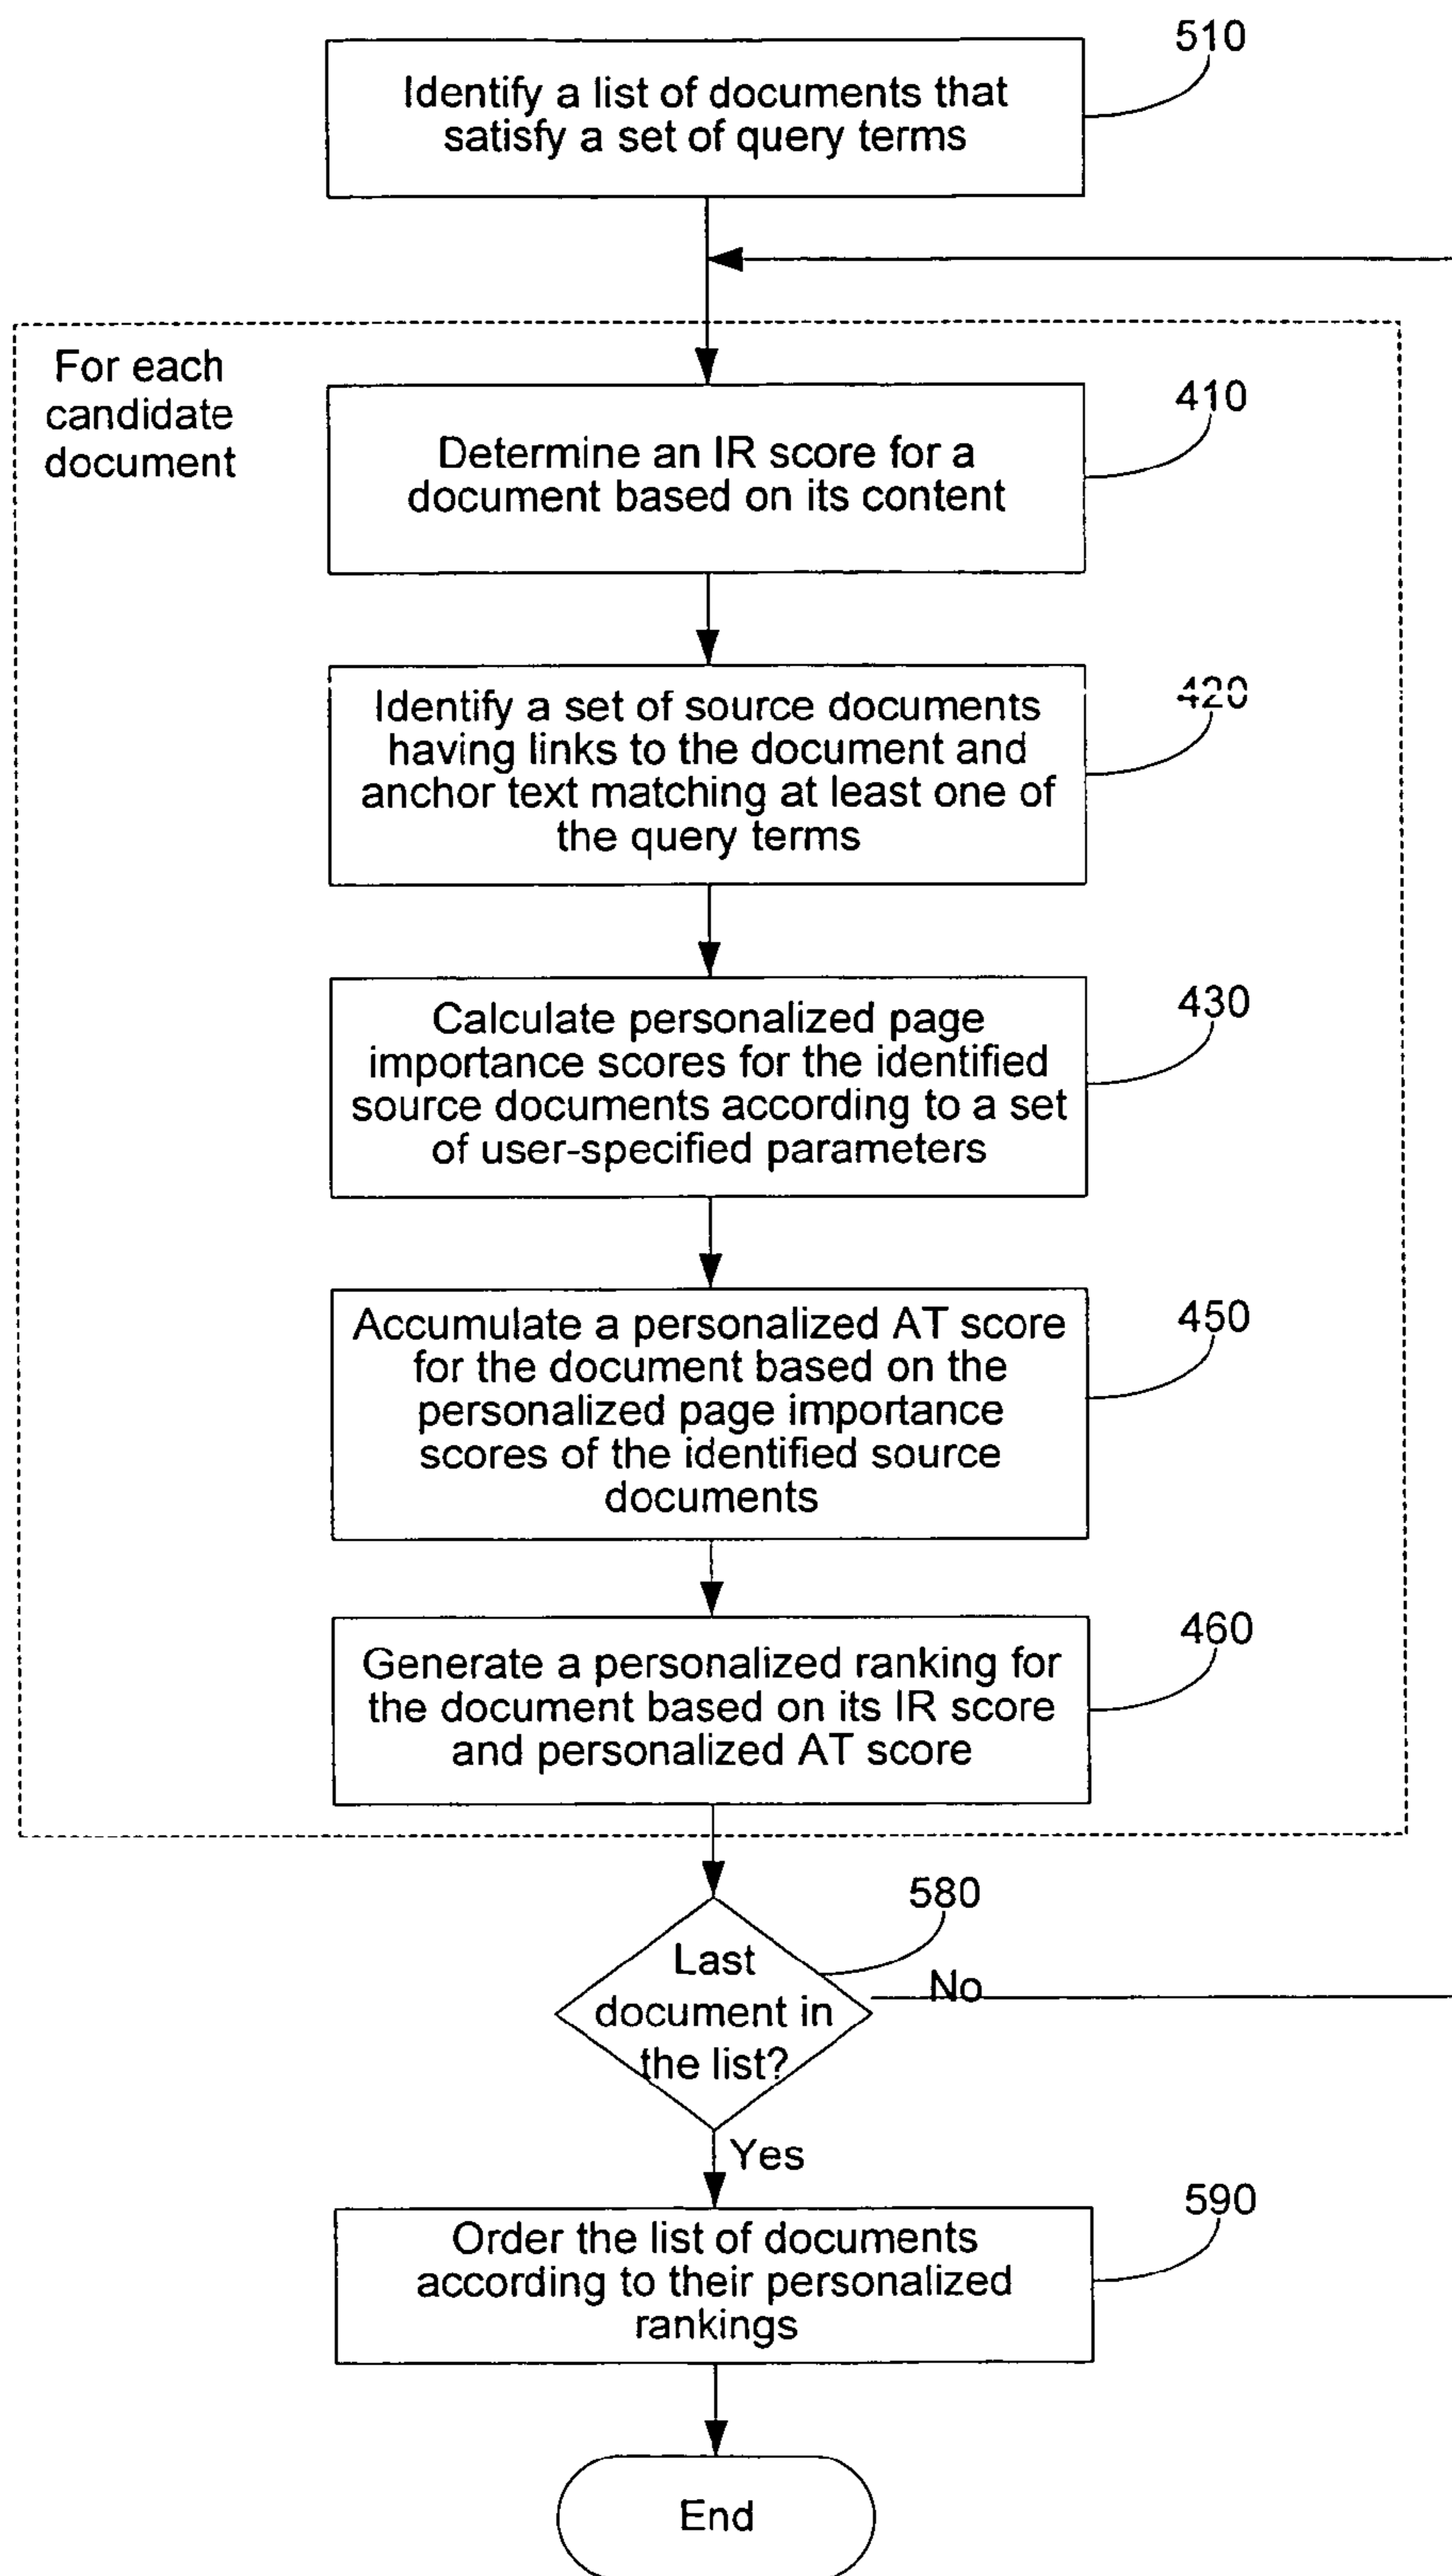 510
Identify a list of documents that
satisfy a set of query terms
For each
candidate
document
410
Determine an IR score for a
document based on its content
420
Identify a set of source documents
having links to the document and
anchor text matching at least one of
the query terms
430
Calculate personalized page
importance scores for the identified
source documents according to a set
of user-specified parameters
450
Accumulate a personalized AT score
for the document based on the
personalized page importance
scores of the identified source
documents
460
Generate a personalized ranking for
the document based on its IR score
and personalized AT score
580
Last
document in
the list?
No
Yes
590
Order the list of documents
according to their personalized
rankings
End